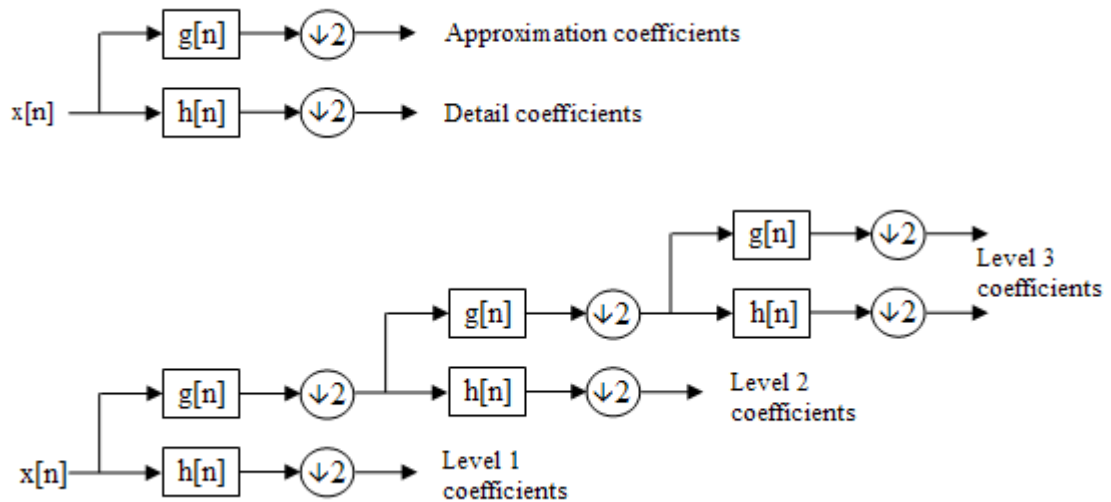 g[n] ↓2 Approximation coefficients
x[n] h[n] ↓2 Detail coefficients
g[n] ↓2
Level 3
coefficients
g[n] ↓2 h[n] ↓2
g[n] ↓2 h[n] ↓2 Level 2
coefficients
x[n] h[n] ↓2 Level 1
coefficients